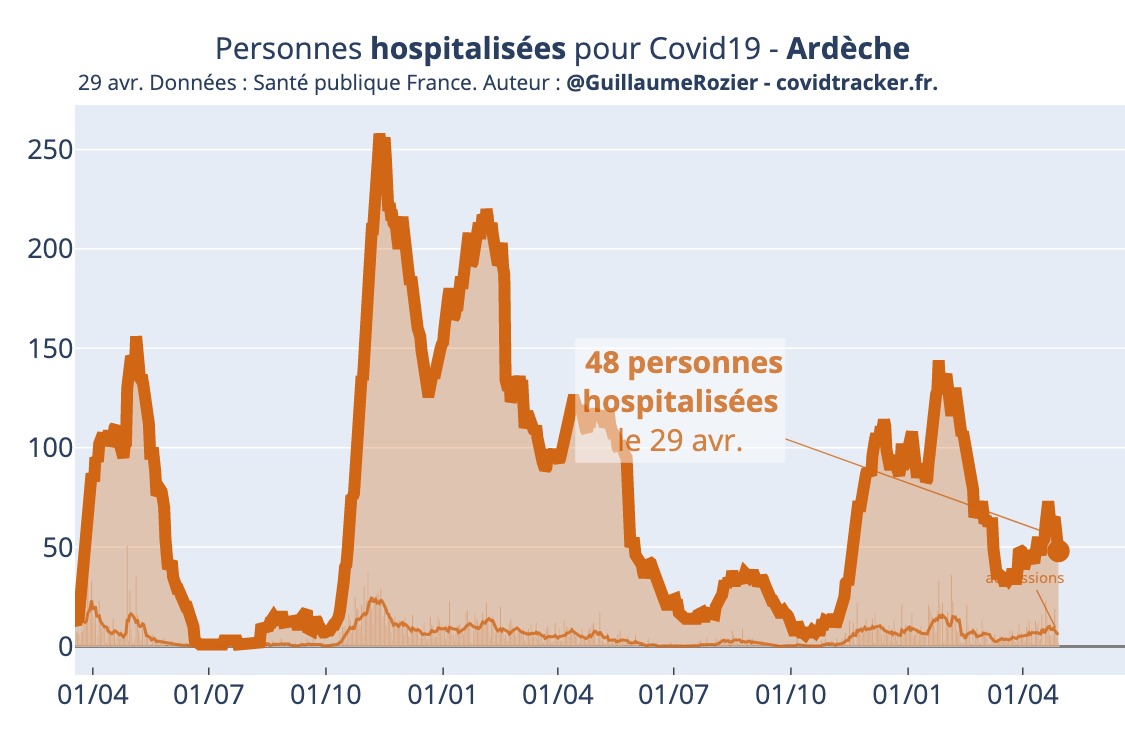 Personnes hospitalisées pour Covid19 - Ardèche
29 avr. Données : Santé publique France. Auteur : @GuillaumeRozier - covidtracker.fr.
250
200
150
100
50
0
48 personnes
hospitalisées
le 29 avr.
admissions
01/04 01/07 01/10 01/01 01/04 01/07 01/10 01/01 01/04